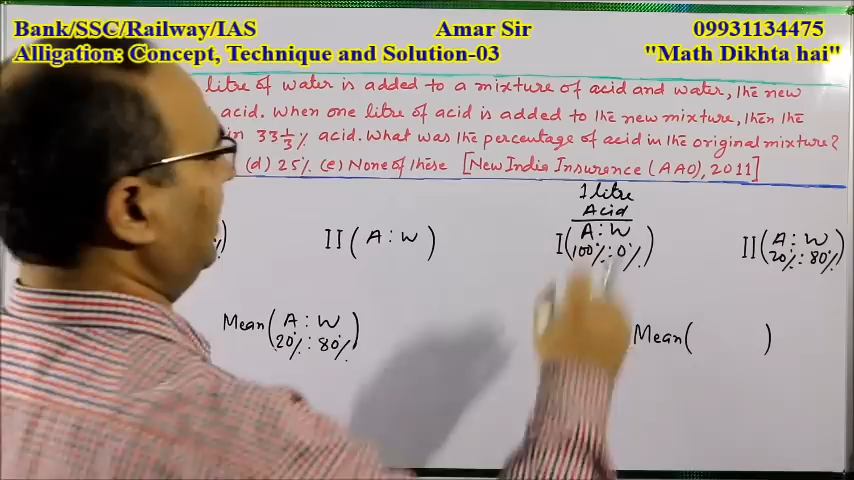 Bank/SSC/Railway/IAS Amar Sir 09931134475
Alligation: Concept, Technique and Solution-03 "Math Dikhta hai"
litre of water is added to a mixture of acid and water, the new
acid. When one litre of acid is added to the new mixture, then the
in 33 1/3 % acid. What was the percentage of acid in the original mixture?
(d) 25% (e) None of these [New India Insurence (AAO), 2011]
1 litre
Acid
%) II ( A : W ) I ( A : W 100% : 0% ) II ( A : W 20% : 80% )
Mean ( A : W 20% : 80% ) Mean ( )